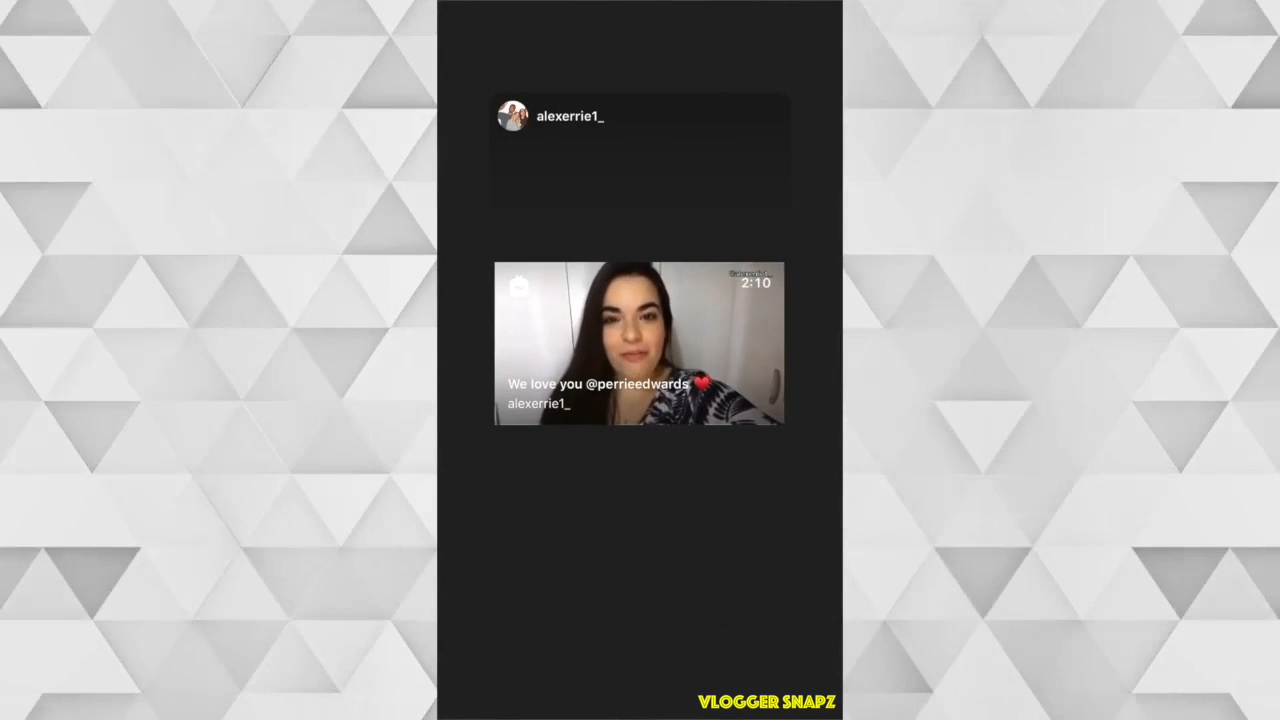 alexerrie1_
2:10
We love you @perrieedwards ❤️
alexerrie1_
VLOGGER SNAPZ